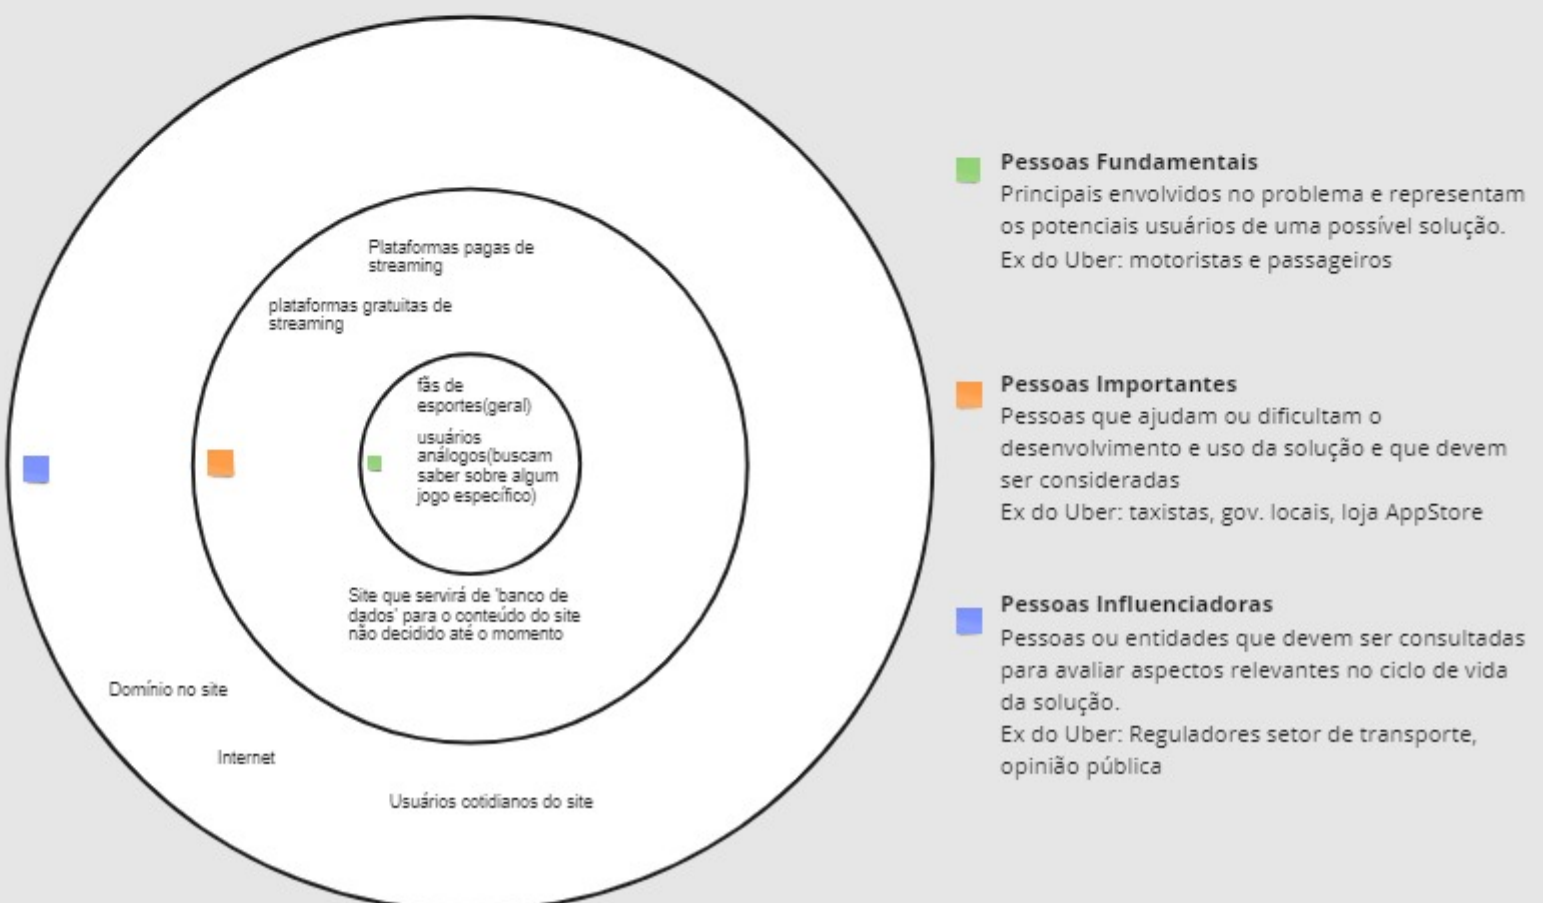 Plataformas pagas de
streaming
plataformas gratuitas de
streaming
fãs de
esportes(geral)
usuários
análogos(buscam
saber sobre algum
jogo específico)
Site que servirá de 'banco de
dados' para o conteúdo do site
não decidido até o momento
Domínio no site
Internet
Usuários cotidianos do site
Pessoas Fundamentais
Principais envolvidos no problema e representam
os potenciais usuários de uma possível solução.
Ex do Uber: motoristas e passageiros
Pessoas Importantes
Pessoas que ajudam ou dificultam o
desenvolvimento e uso da solução e que devem
ser consideradas
Ex do Uber: taxistas, gov. locais, loja AppStore
Pessoas Influenciadoras
Pessoas ou entidades que devem ser consultadas
para avaliar aspectos relevantes no ciclo de vida
da solução.
Ex do Uber: Reguladores setor de transporte,
opinião pública